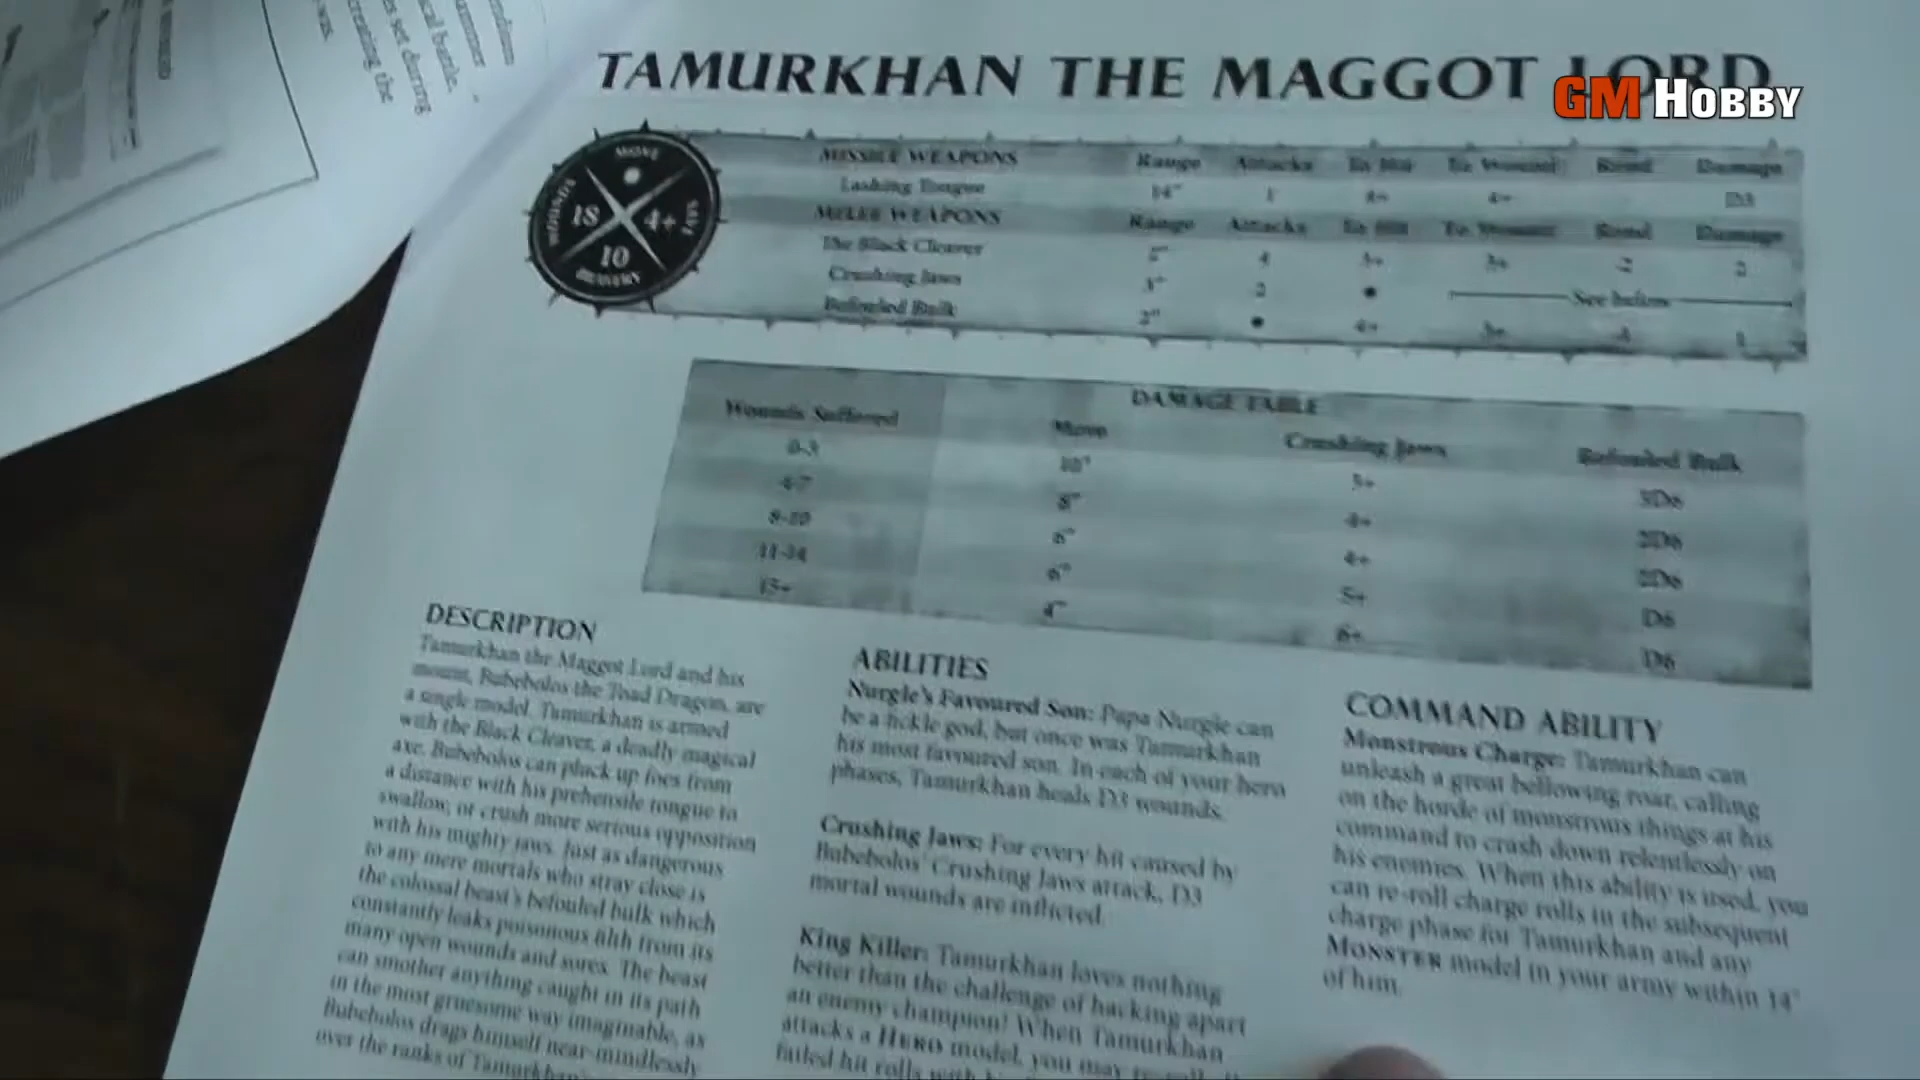 endium
ammer
cal battle.
es set during
creating the
was.
TAMURKHAN THE MAGGOT LORD
GM HOBBY
MOVE
WOUNDS 18 4+ SAVE
10
BRAVERY
MISSILE WEAPONS Range Attacks To Hit To Wound Rend Damage
Lashing Tongue 14" 1 4+ D3
MELEE WEAPONS Range Attacks To Hit To Wound Rend Damage
The Black Cleaver 2" 4 3+ 3+ -2 2
Crushing Jaws 3" 2 See below
Befouled Bulk 2" 4+ 3+ 1
DAMAGE TABLE
Wounds Suffered Move Crushing Jaws Befouled Bulk
0-3 10" 3+ 3D6
4-7 8" 4+ 2D6
8-10 6" 4+ 2D6
11-14 6" 5+ D6
15+ 4" 6+ D6
DESCRIPTION
Tamurkhan the Maggot Lord and his
mount, Bubebolos the Toad Dragon, are
a single model. Tamurkhan is armed
with the Black Cleaver, a deadly magical
axe. Bubebolos can pluck up foes from
a distance with his prehensile tongue to
swallow, or crush more serious opposition
with his mighty jaws. Just as dangerous
to any mere mortals who stray close is
the colossal beast's befouled bulk which
constantly leaks poisonous filth from its
many open wounds and sores. The beast
can smother anything caught in its path
in the most gruesome way imaginable, as
Bubebolos drags himself near-mindlessly
over the ranks of Tamurkhan's
ABILITIES
Nurgle's Favoured Son: Papa Nurgle can
be a fickle god, but once was Tamurkhan
his most favoured son. In each of your hero
phases, Tamurkhan heals D3 wounds.
Crushing Jaws: For every hit caused by
Bubebolos' Crushing Jaws attack, D3
mortal wounds are inflicted.
King Killer: Tamurkhan loves nothing
better than the challenge of hacking apart
an enemy champion! When Tamurkhan
attacks a HERO model, you may
failed hit rolls with
COMMAND ABILITY
Monstrous Charge: Tamurkhan can
unleash a great bellowing roar, calling
on the horde of monstrous things at his
command to crash down relentlessly on
his enemies. When this ability is used, you
can re-roll charge rolls in the subsequent
charge phase for Tamurkhan and any
MONSTER model in your army within 14"
of him.